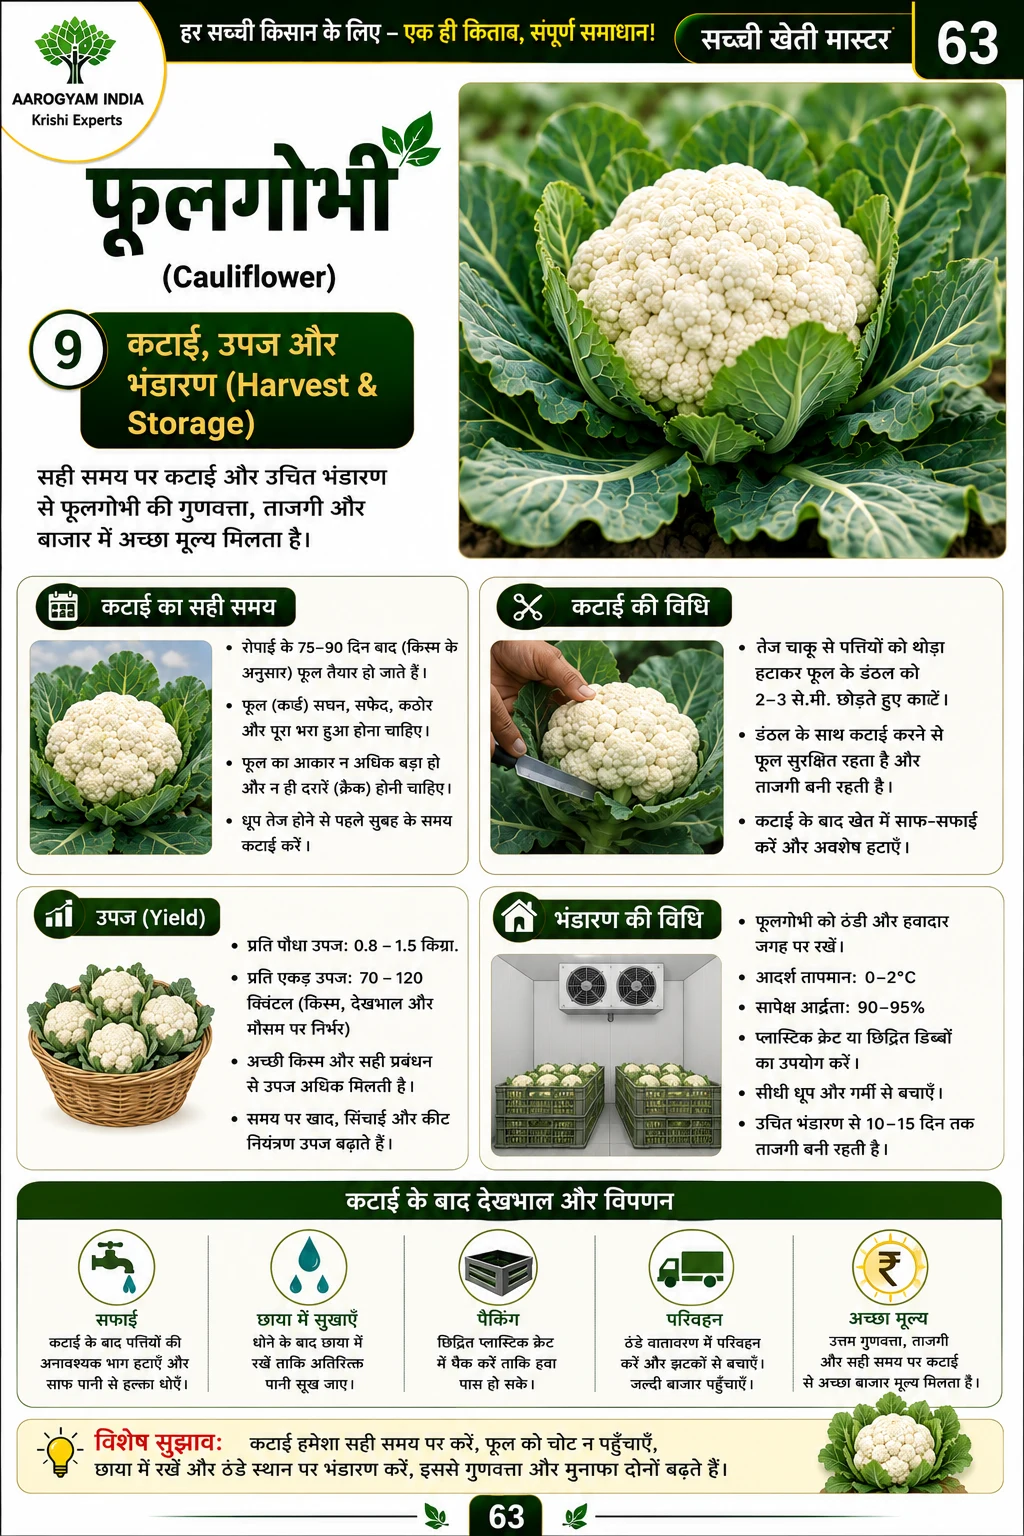 हर सच्ची किसान के लिए – एक ही किताब, संपूर्ण समाधान!
सच्ची खेती मास्टर
63
AAROGYAM INDIA
Krishi Experts
फूलगोभी
(Cauliflower)
9
कटाई, उपज और
भंडारण (Harvest &
Storage)
सही समय पर कटाई और उचित भंडारण
से फूलगोभी की गुणवत्ता, ताजगी और
बाजार में अच्छा मूल्य मिलता है।
कटाई का सही समय
• रोपाई के 75–90 दिन बाद (किस्म के
अनुसार) फूल तैयार हो जाते हैं।
• फूल (कार्ड) सघन, सफेद, कठोर
और पूरा भरा हुआ होना चाहिए।
• फूल का आकार न अधिक बड़ा हो
और न ही दरारें (क्रैक) होनी चाहिए।
• धूप तेज होने से पहले सुबह के समय
कटाई करें।
कटाई की विधि
• तेज चाकू से पत्तियों को थोड़ा
हटाकर फूल के डंठल को
2–3 से.मी. छोड़ते हुए काटें।
• डंठल के साथ कटाई करने से
फूल सुरक्षित रहता है और
ताजगी बनी रहती है।
• कटाई के बाद खेत में साफ-सफाई
करें और अवशेष हटाएँ।
उपज (Yield)
• प्रति पौधा उपज: 0.8 – 1.5 किग्रा.
• प्रति एकड़ उपज: 70 – 120
क्विंटल (किस्म, देखभाल और
मौसम पर निर्भर)
• अच्छी किस्म और सही प्रबंधन
से उपज अधिक मिलती है।
• समय पर खाद, सिंचाई और कीट
नियंत्रण उपज बढ़ाते हैं।
भंडारण की विधि
• फूलगोभी को ठंडी और हवादार
जगह पर रखें।
• आदर्श तापमान: 0–2°C
• सापेक्ष आर्द्रता: 90–95%
• प्लास्टिक क्रेट या छिद्रित डिब्बों
का उपयोग करें।
• सीधी धूप और गर्मी से बचाएँ।
• उचित भंडारण से 10–15 दिन तक
ताजगी बनी रहती है।
कटाई के बाद देखभाल और विपणन
सफाई
कटाई के बाद पत्तियों की
अनावश्यक भाग हटाएँ और
साफ पानी से हल्का धोएँ।
छाया में सुखाएँ
धोने के बाद छाया में
रखें ताकि अतिरिक्त
पानी सूख जाए।
पैकिंग
छिद्रित प्लास्टिक क्रेट
में पैक करें ताकि हवा
पास हो सके।
परिवहन
ठंडे वातावरण में परिवहन
करें और झटकों से बचाएँ।
जल्दी बाजार पहुँचाएँ।
₹
अच्छा मूल्य
उत्तम गुणवत्ता, ताजगी
और सही समय पर कटाई
से अच्छा बाजार मूल्य मिलता है।
विशेष सुझाव: कटाई हमेशा सही समय पर करें, फूल को चोट न पहुँचाएँ,
छाया में रखें और ठंडे स्थान पर भंडारण करें, इससे गुणवत्ता और मुनाफा दोनों बढ़ते हैं।
63